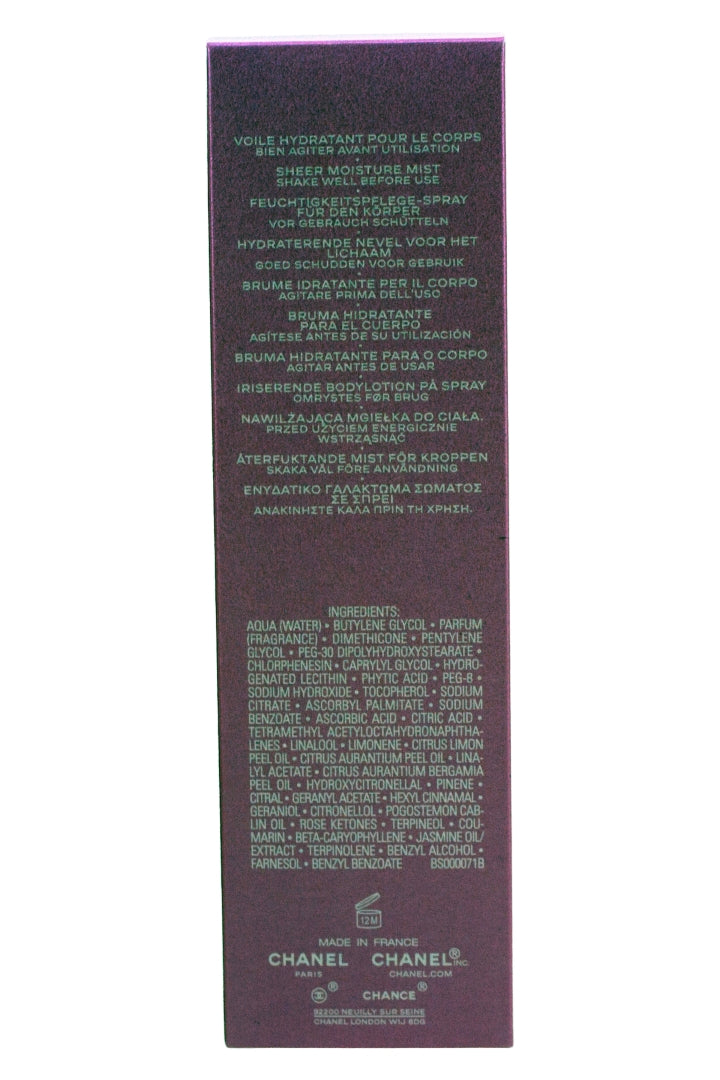 VOILE HYDRATANT POUR LE CORPS
BIEN AGITER AVANT UTILISATION
•
SHEER MOISTURE MIST
SHAKE WELL BEFORE USE
•
FEUCHTIGKEITSPFLEGE-SPRAY
FÜR DEN KÖRPER
VOR GEBRAUCH SCHÜTTELN
•
HYDRATERENDE NEVEL VOOR HET
LICHAAM
GOED SCHUDDEN VOOR GEBRUIK
•
BRUME IDRATANTE PER IL CORPO
AGITARE PRIMA DELL'USO
•
BRUMA HIDRATANTE
PARA EL CUERPO
AGÍTESE ANTES DE SU UTILIZACIÓN
•
BRUMA HIDRATANTE PARA O CORPO
AGITAR ANTES DE USAR
•
IRISERENDE BODYLOTION PÅ SPRAY
OMRYSTES FØR BRUG
•
NAWILŻAJĄCA MGIEŁKA DO CIAŁA.
PRZED UŻYCIEM ENERGICZNIE
WSTRZĄSNĄĆ
•
ÅTERFUKTANDE MIST FÖR KROPPEN
SKAKA VÄL FÖRE ANVÄNDNING
•
ΕΝΥΔΑΤΙΚΟ ΓΑΛΑΚΤΩΜΑ ΣΩΜΑΤΟΣ
ΣΕ ΣΠΡΕΙ
ΑΝΑΚΙΝΗΣΤΕ ΚΑΛΑ ΠΡΙΝ ΤΗ ΧΡΗΣΗ.
INGREDIENTS:
AQUA (WATER) • BUTYLENE GLYCOL • PARFUM
(FRAGRANCE) • DIMETHICONE • PENTYLENE
GLYCOL • PEG-30 DIPOLYHYDROXYSTEARATE •
CHLORPHENESIN • CAPRYLYL GLYCOL • HYDRO-
GENATED LECITHIN • PHYTIC ACID • PEG-8 •
SODIUM HYDROXIDE • TOCOPHEROL • SODIUM
CITRATE • ASCORBYL PALMITATE • SODIUM
BENZOATE • ASCORBIC ACID • CITRIC ACID •
TETRAMETHYL ACETYLOCTAHYDRONAPHTHA-
LENES • LINALOOL • LIMONENE • CITRUS LIMON
PEEL OIL • CITRUS AURANTIUM PEEL OIL • LINA-
LYL ACETATE • CITRUS AURANTIUM BERGAMIA
PEEL OIL • HYDROXYCITRONELLAL • PINENE •
CITRAL • GERANYL ACETATE • HEXYL CINNAMAL •
GERANIOL • CITRONELLOL • POGOSTEMON CAB-
LIN OIL • ROSE KETONES • TERPINEOL • COU-
MARIN • BETA-CARYOPHYLLENE • JASMINE OIL/
EXTRACT • TERPINOLENE • BENZYL ALCOHOL •
FARNESOL • BENZYL BENZOATE BS000071B
12M
MADE IN FRANCE
CHANEL CHANEL® INC.
PARIS CHANEL.COM
® CHANCE®
92200 NEUILLY SUR SEINE
CHANEL LONDON W1J 6DG